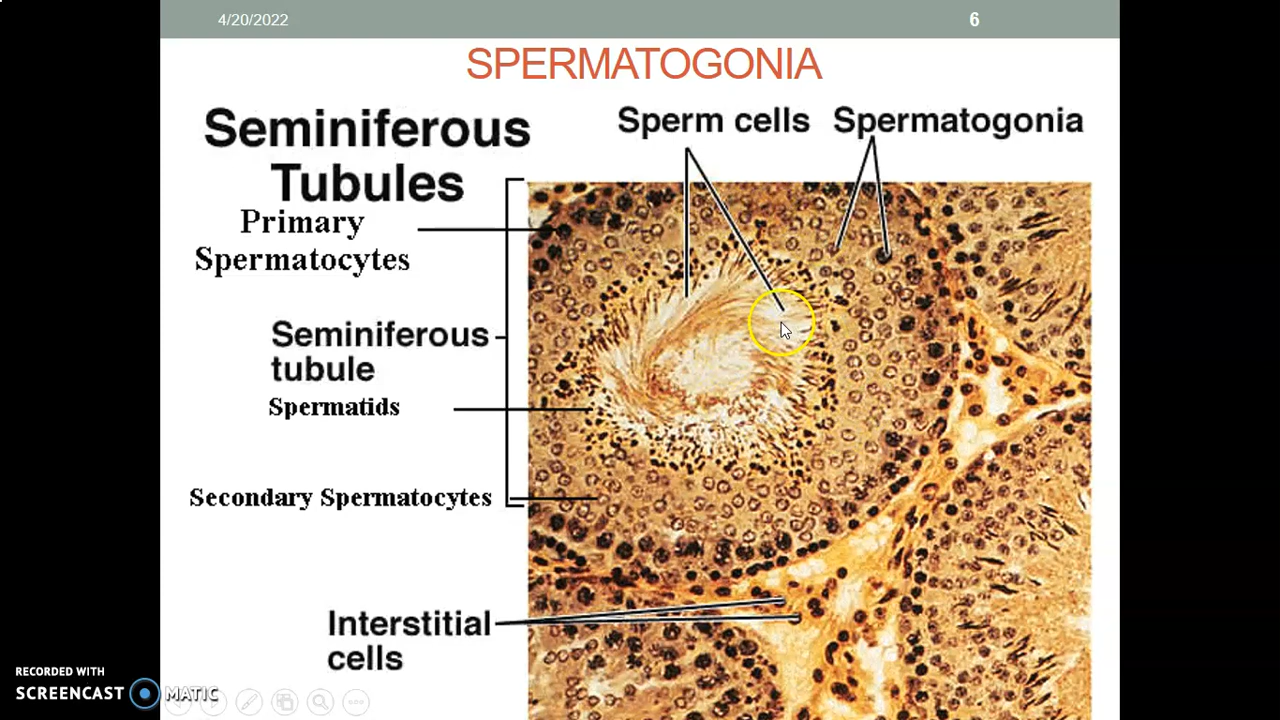 4/20/2022
6
SPERMATOGONIA
Seminiferous
Tubules
Sperm cells
Spermatogonia
Primary
Spermatocytes
Seminiferous
tubule
Spermatids
Secondary Spermatocytes
Interstitial
cells
RECORDED WITH
SCREENCAST MATIC